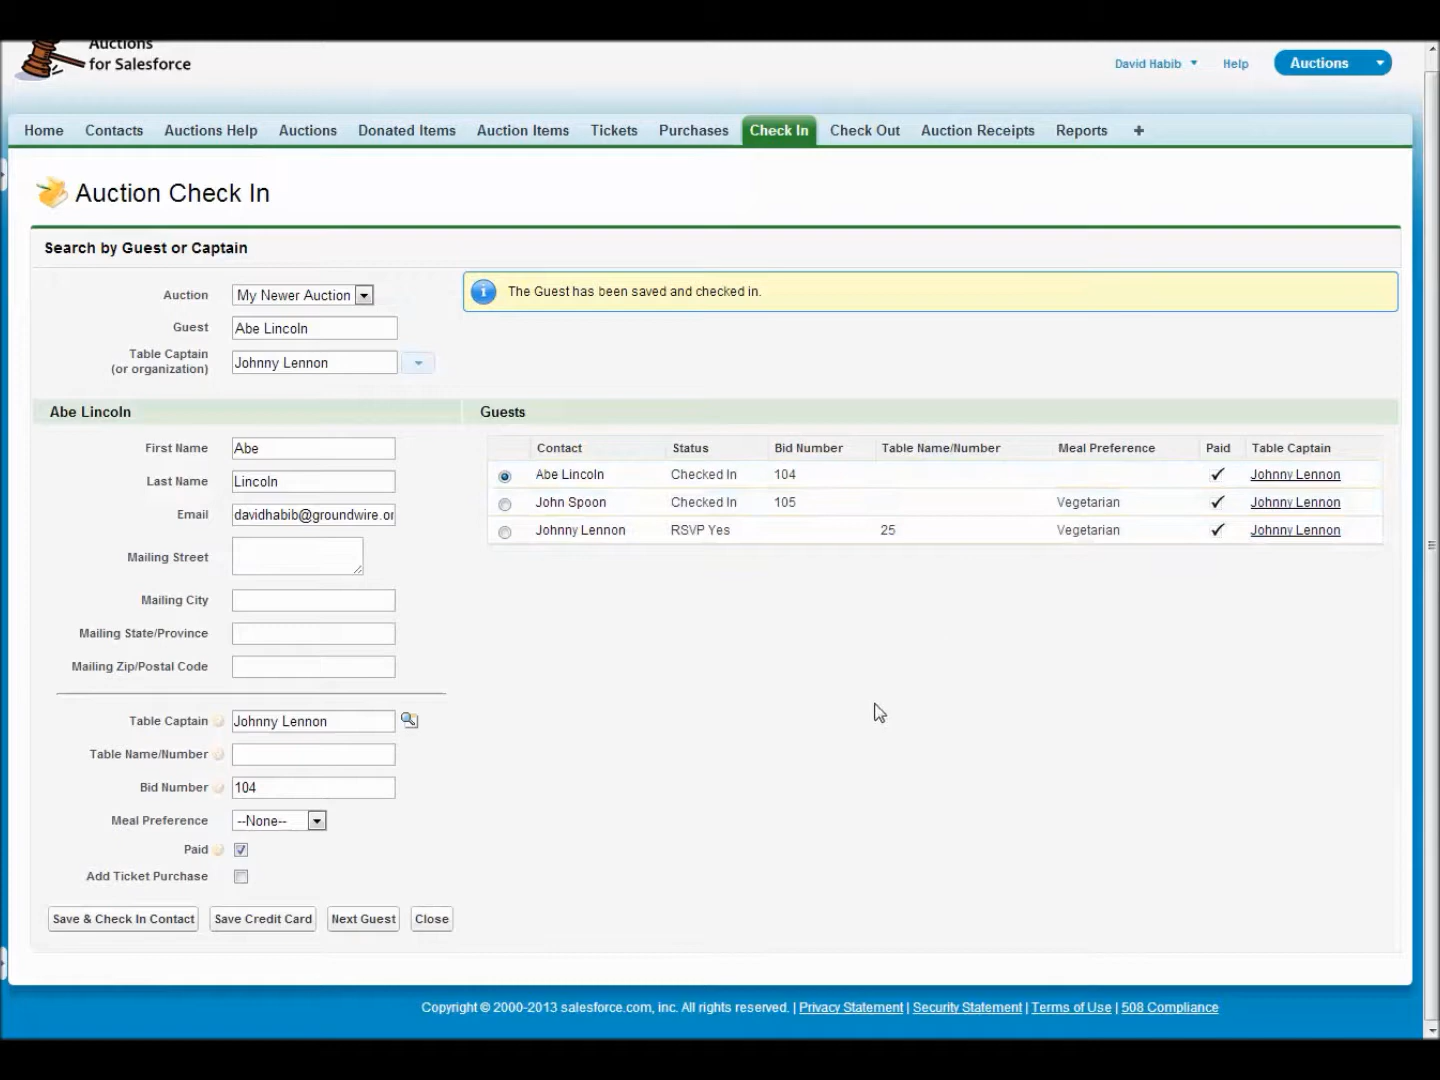 Auctions
for Salesforce
David Habib
Help
Auctions
Home Contacts Auctions Help Auctions Donated Items Auction Items Tickets Purchases Check In Check Out Auction Receipts Reports +
Auction Check In
Search by Guest or Captain
Auction My Newer Auction
The Guest has been saved and checked in.
Guest Abe Lincoln
Table Captain
(or organization) Johnny Lennon
Abe Lincoln
Guests
First Name Abe
Last Name Lincoln
Email davidhabib@groundwire.or
Mailing Street
Mailing City
Mailing State/Province
Mailing Zip/Postal Code
Table Captain Johnny Lennon
Table Name/Number
Bid Number 104
Meal Preference --None--
Paid
Add Ticket Purchase
Save & Check In Contact Save Credit Card Next Guest Close
Contact Status Bid Number Table Name/Number Meal Preference Paid Table Captain
Abe Lincoln Checked In 104 Johnny Lennon
John Spoon Checked In 105 Vegetarian Johnny Lennon
Johnny Lennon RSVP Yes 25 Vegetarian Johnny Lennon
Copyright © 2000-2013 salesforce.com, inc. All rights reserved. | Privacy Statement | Security Statement | Terms of Use | 508 Compliance